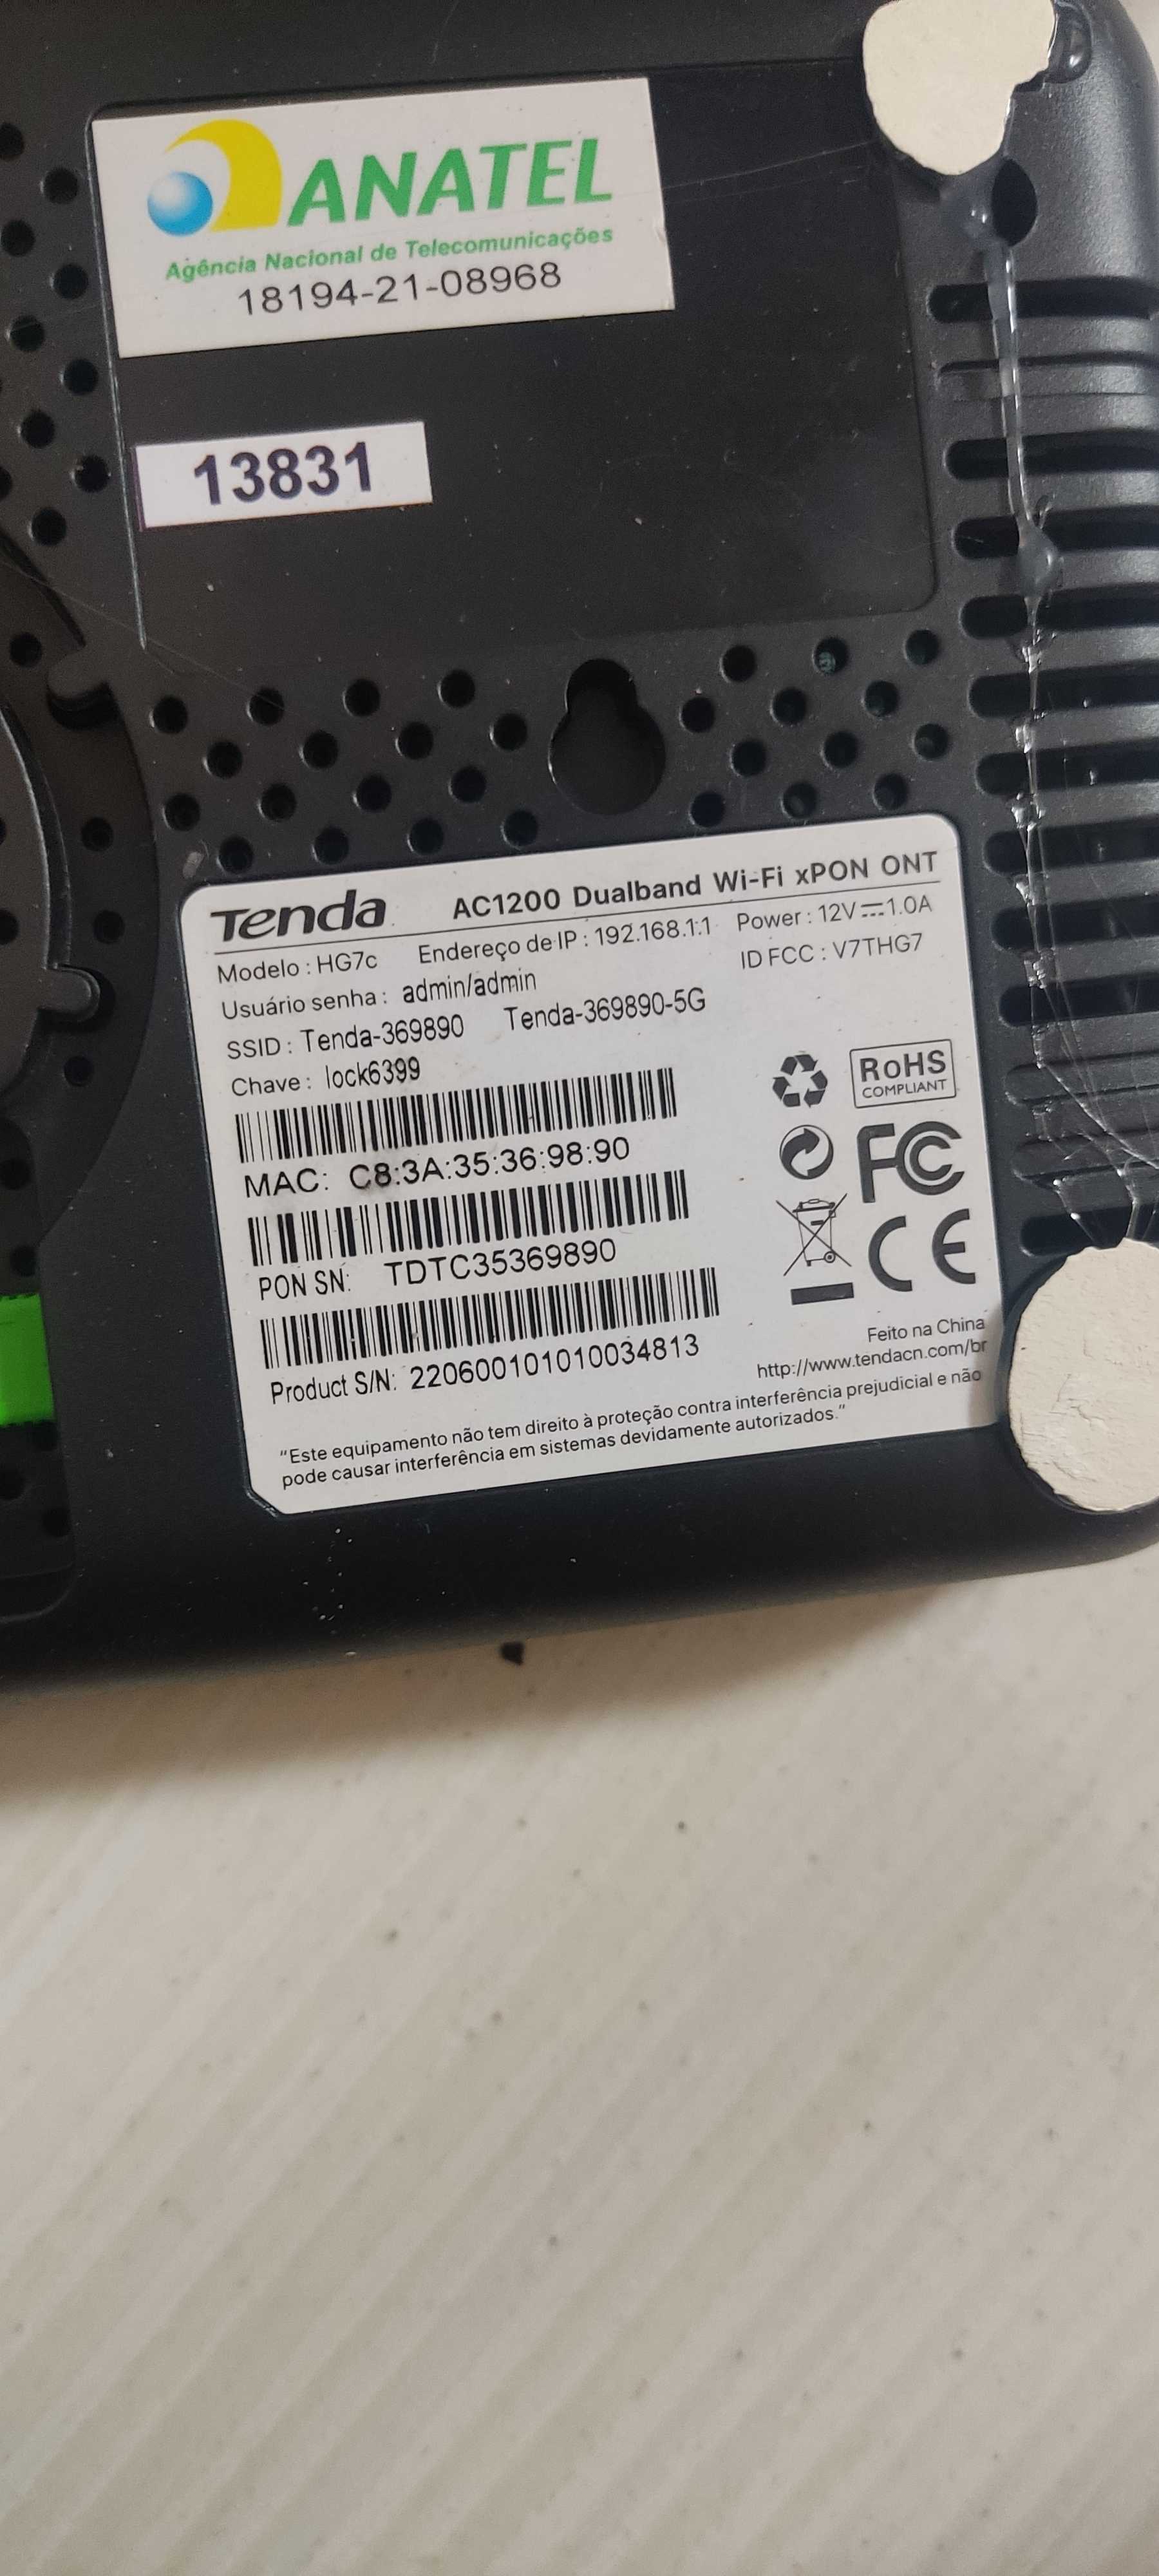 ANATEL
Agência Nacional de Telecomunicações
18194-21-08968
13831
Tenda AC1200 Dualband Wi-Fi xPON ONT
Modelo : HG7c Endereço de IP : 192.168.1.1 Power : 12V⎓1.0A
Usuário senha : admin/admin ID FCC : V7THG7
SSID : Tenda-369890 Tenda-369890-5G
Chave : lock6399
RoHS
COMPLIANT
MAC: C8:3A:35:36:98:90
FC
PON SN: TDTC35369890
CE
Product S/N: 220600101010034813
Feito na China
http://www.tendacn.com/br
“Este equipamento não tem direito à proteção contra interferência prejudicial e não
pode causar interferência em sistemas devidamente autorizados.”